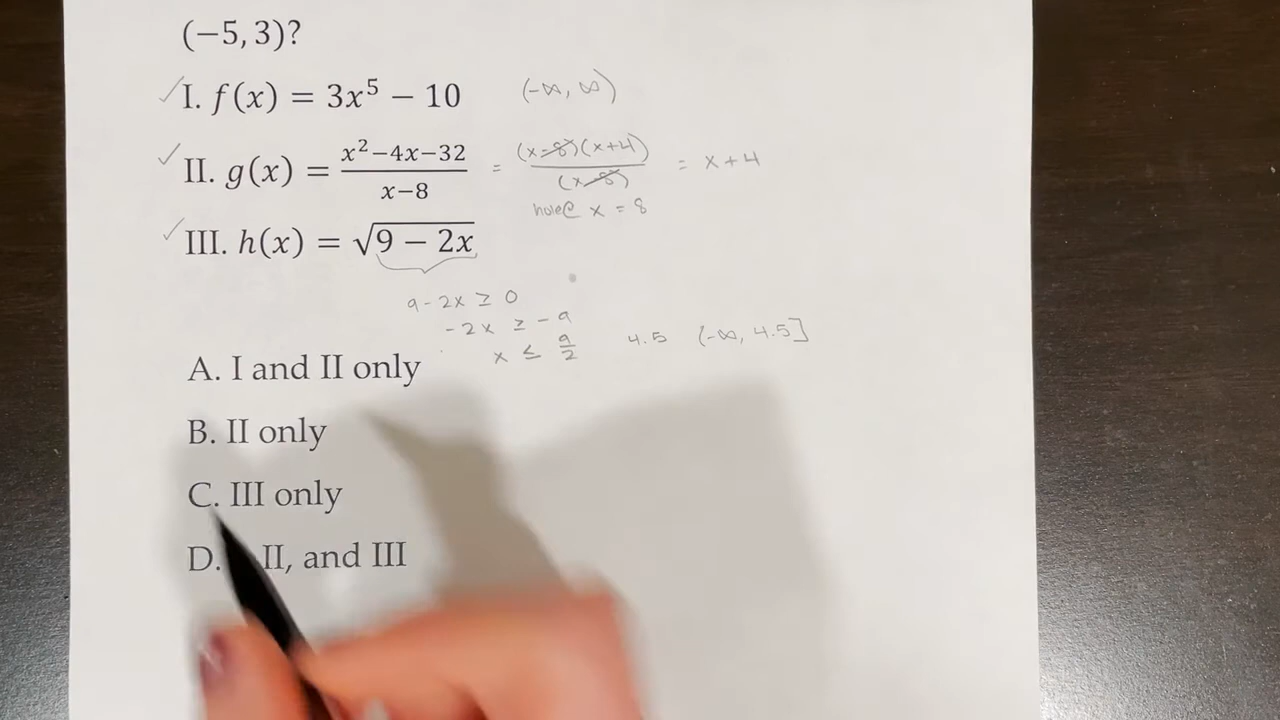 (−5, 3)?
✓ I. f(x) = 3x⁵ − 10 (-∞, ∞)
✓ II. g(x) = x²−4x−32 / x−8 = (x-8)(x+4) / (x-8) = x+4
hole@ x = 8
✓ III. h(x) = √9 − 2x
9-2x ≥ 0
-2x ≥ -9
x ≤ 9/2 4.5 (-∞, 4.5]
A. I and II only
B. II only
C. III only
D. II, and III